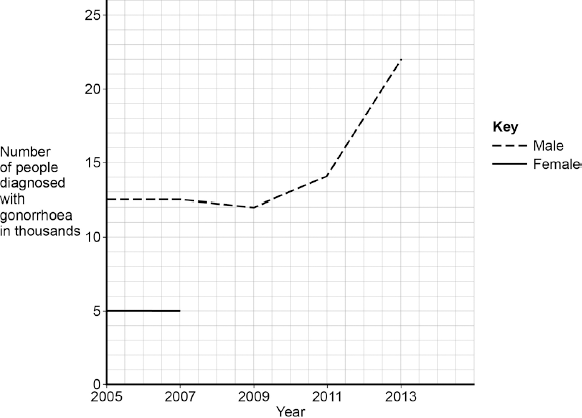 25
20
15
10
5
0
Number
of people
diagnosed
with
gonorrhoea
in thousands
2005 2007 2009 2011 2013
Year
Key
Male
Female